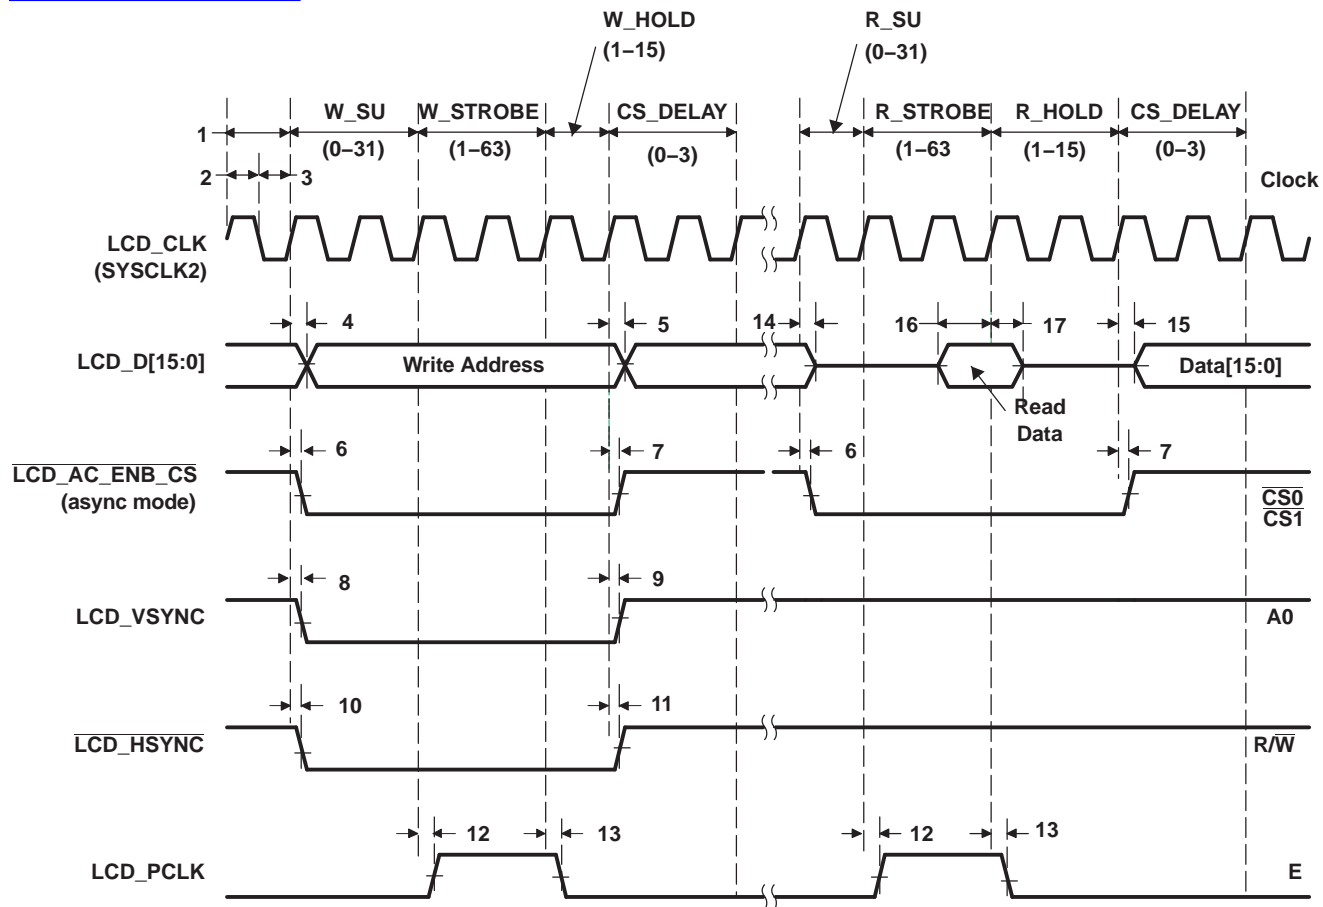 W_HOLD
(1–15)
R_SU
(0–31)
W_SU
W_STROBE
CS_DELAY
R_STROBE
R_HOLD
CS_DELAY
1
(0–31)
(1–63)
(0–3)
(1–63
(1–15)
(0–3)
2
3
Clock
LCD_CLK
(SYSCLK2)
4
5
14
16
17
15
LCD_D[15:0]
Write Address
Data[15:0]
Read
Data
6
7
6
7
LCD_AC_ENB_CS
(async mode)
CS0
CS1
8
9
LCD_VSYNC
A0
10
11
LCD_HSYNC
R/W
12
13
12
13
LCD_PCLK
E